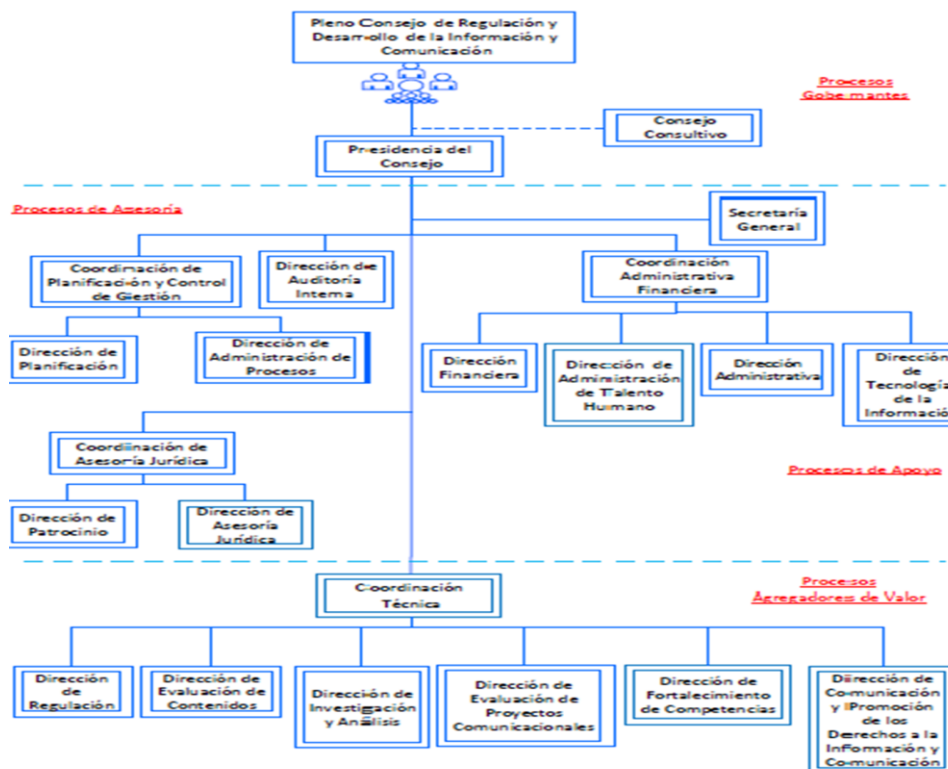 Pleno Consejo de Regulación y
Desarrollo de la Información y
Comunicación
Procesos
Gobernantes
Consejo
Consultivo
Presidencia del
Consejo
Procesos de Asesoría
Secretaría
General
Coordinación de
Planificación y Control
de Gestión
Dirección de
Auditoría
Interna
Coordinación
Administrativa
Financiera
Dirección de
Planificación
Dirección de
Administración de
Procesos
Dirección
Financiera
Dirección de
Administración
de Talento
Humano
Dirección
Administrativa
Dirección
de
Tecnología
de la
Información
Coordinación de
Asesoría Jurídica
Procesos de Apoyo
Dirección de
Patrocinio
Dirección de
Asesoría
Jurídica
Coordinación
Técnica
Procesos
Agregadores de Valor
Dirección
de
Regulación
Dirección de
Evaluación de
Contenidos
Dirección de
Investigación
y Análisis
Dirección de
Evaluación de
Proyectos
Comunicacionales
Dirección de
Fortalecimiento
de Competencias
Dirección de
Comunicación
y Promoción
de los
Derechos a la
Información y
Comunicación